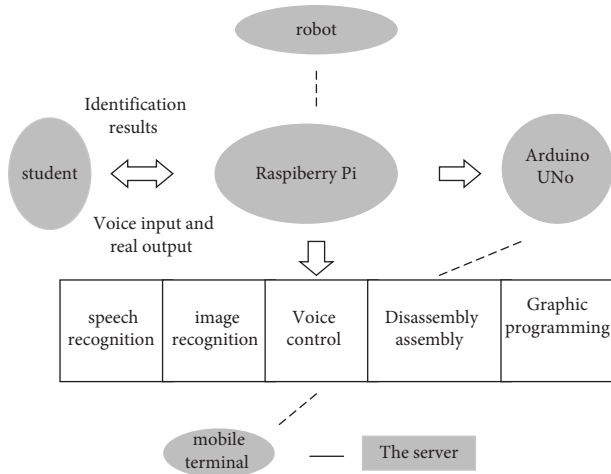 robot
Identification
results
student
Raspiberry Pi
Arduino
UNo
Voice input and
real output
speech
recognition
image
recognition
Voice
control
Disassembly
assembly
Graphic
programming
mobile
terminal
The server